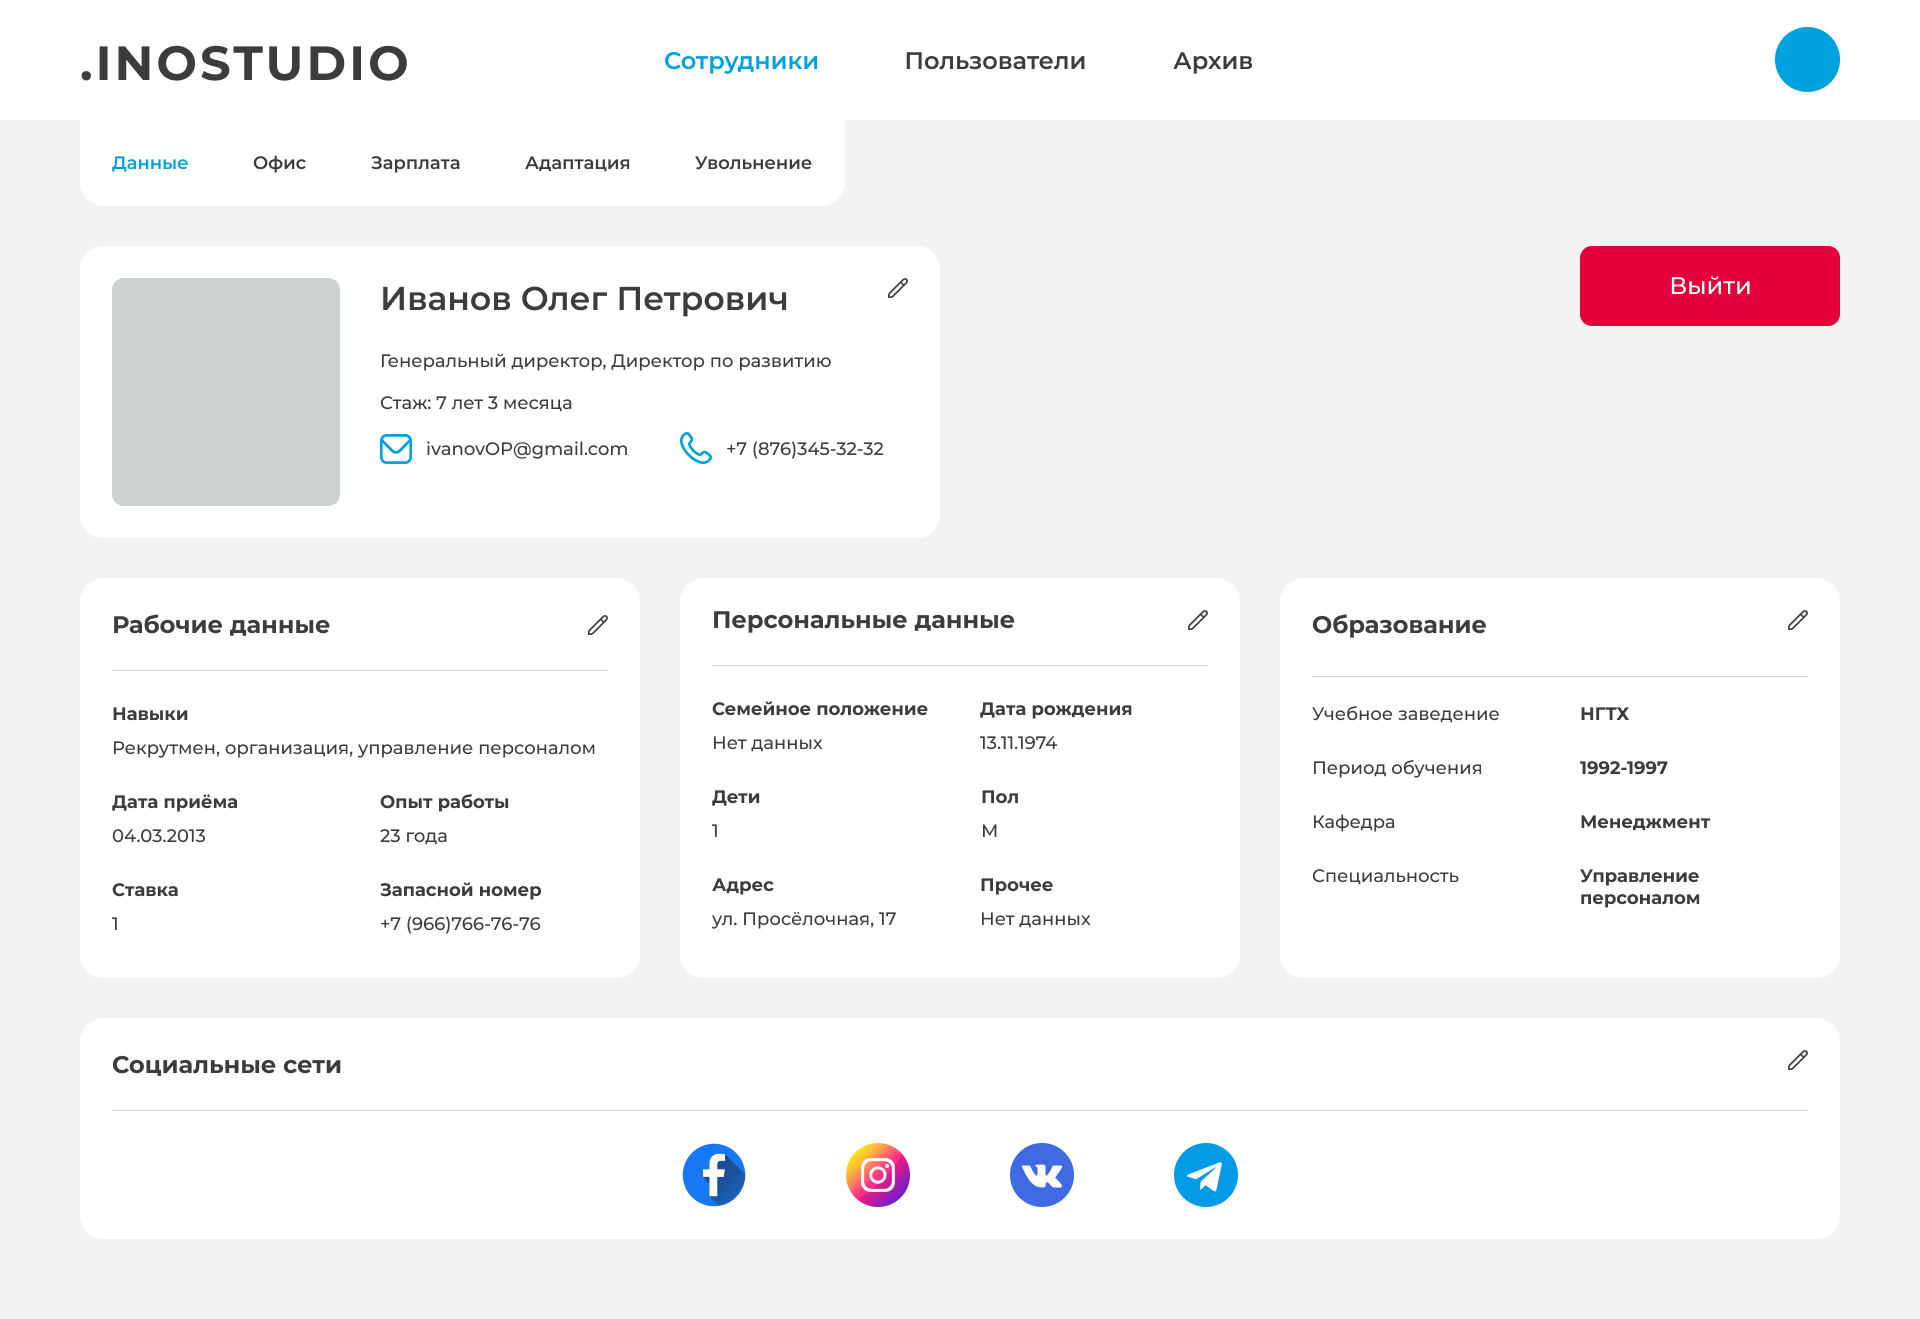 .INOSTUDIO
Сотрудники
Пользователи
Архив
Данные
Офис
Зарплата
Адаптация
Увольнение
Иванов Олег Петрович
Генеральный директор, Директор по развитию
Стаж: 7 лет 3 месяца
ivanovOP@gmail.com
+7 (876)345-32-32
Выйти
Рабочие данные
Навыки
Рекрутмен, организация, управление персоналом
Дата приёма
04.03.2013
Опыт работы
23 года
Ставка
1
Запасной номер
+7 (966)766-76-76
Персональные данные
Семейное положение
Нет данных
Дата рождения
13.11.1974
Дети
1
Пол
М
Адрес
ул. Просёлочная, 17
Прочее
Нет данных
Образование
Учебное заведение
НГТХ
Период обучения
1992-1997
Кафедра
Менеджмент
Специальность
Управление
персоналом
Социальные сети